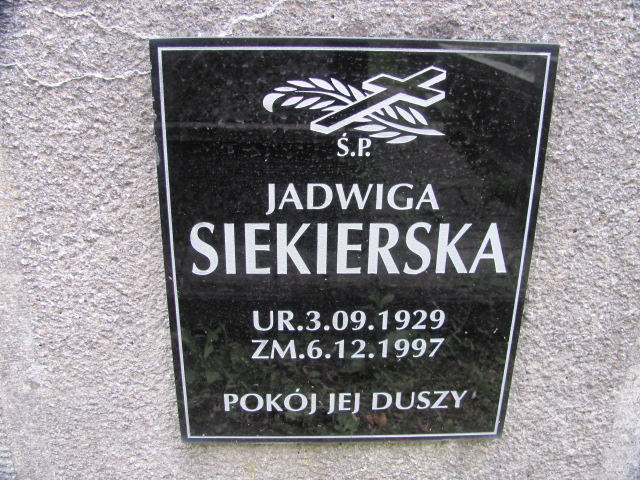 Ś.P.
JADWIGA
SIEKIERSKA
UR.3.09.1929
ZM.6.12.1997
POKÓJ JEJ DUSZY